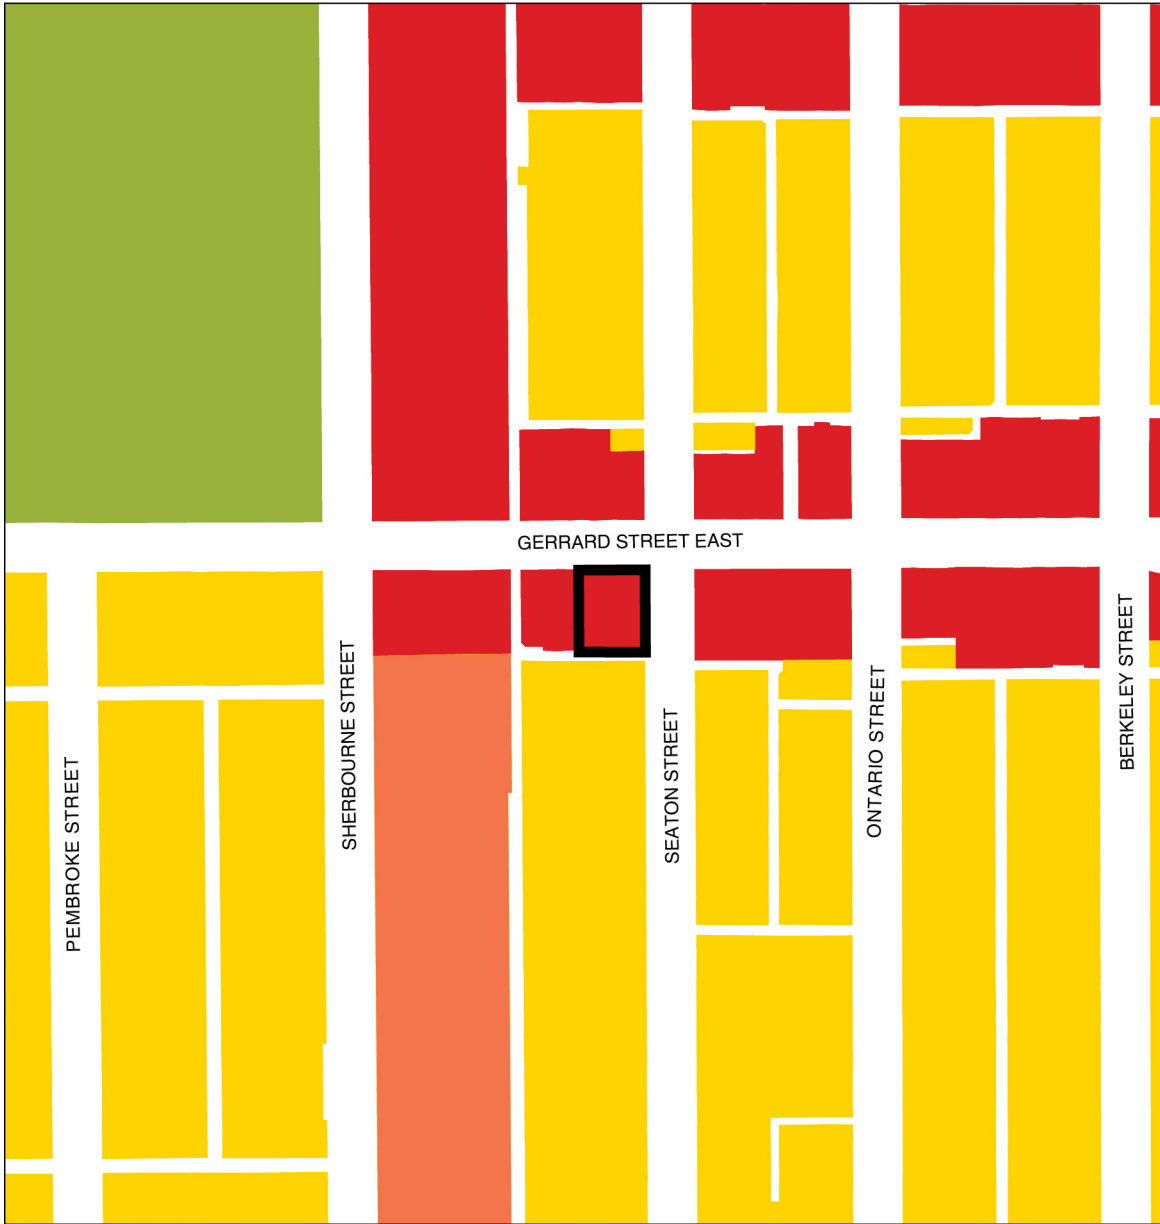 GERRARD STREET EAST
PEMBROKE STREET
SHERBOURNE STREET
SEATON STREET
ONTARIO STREET
BERKELEY STREET